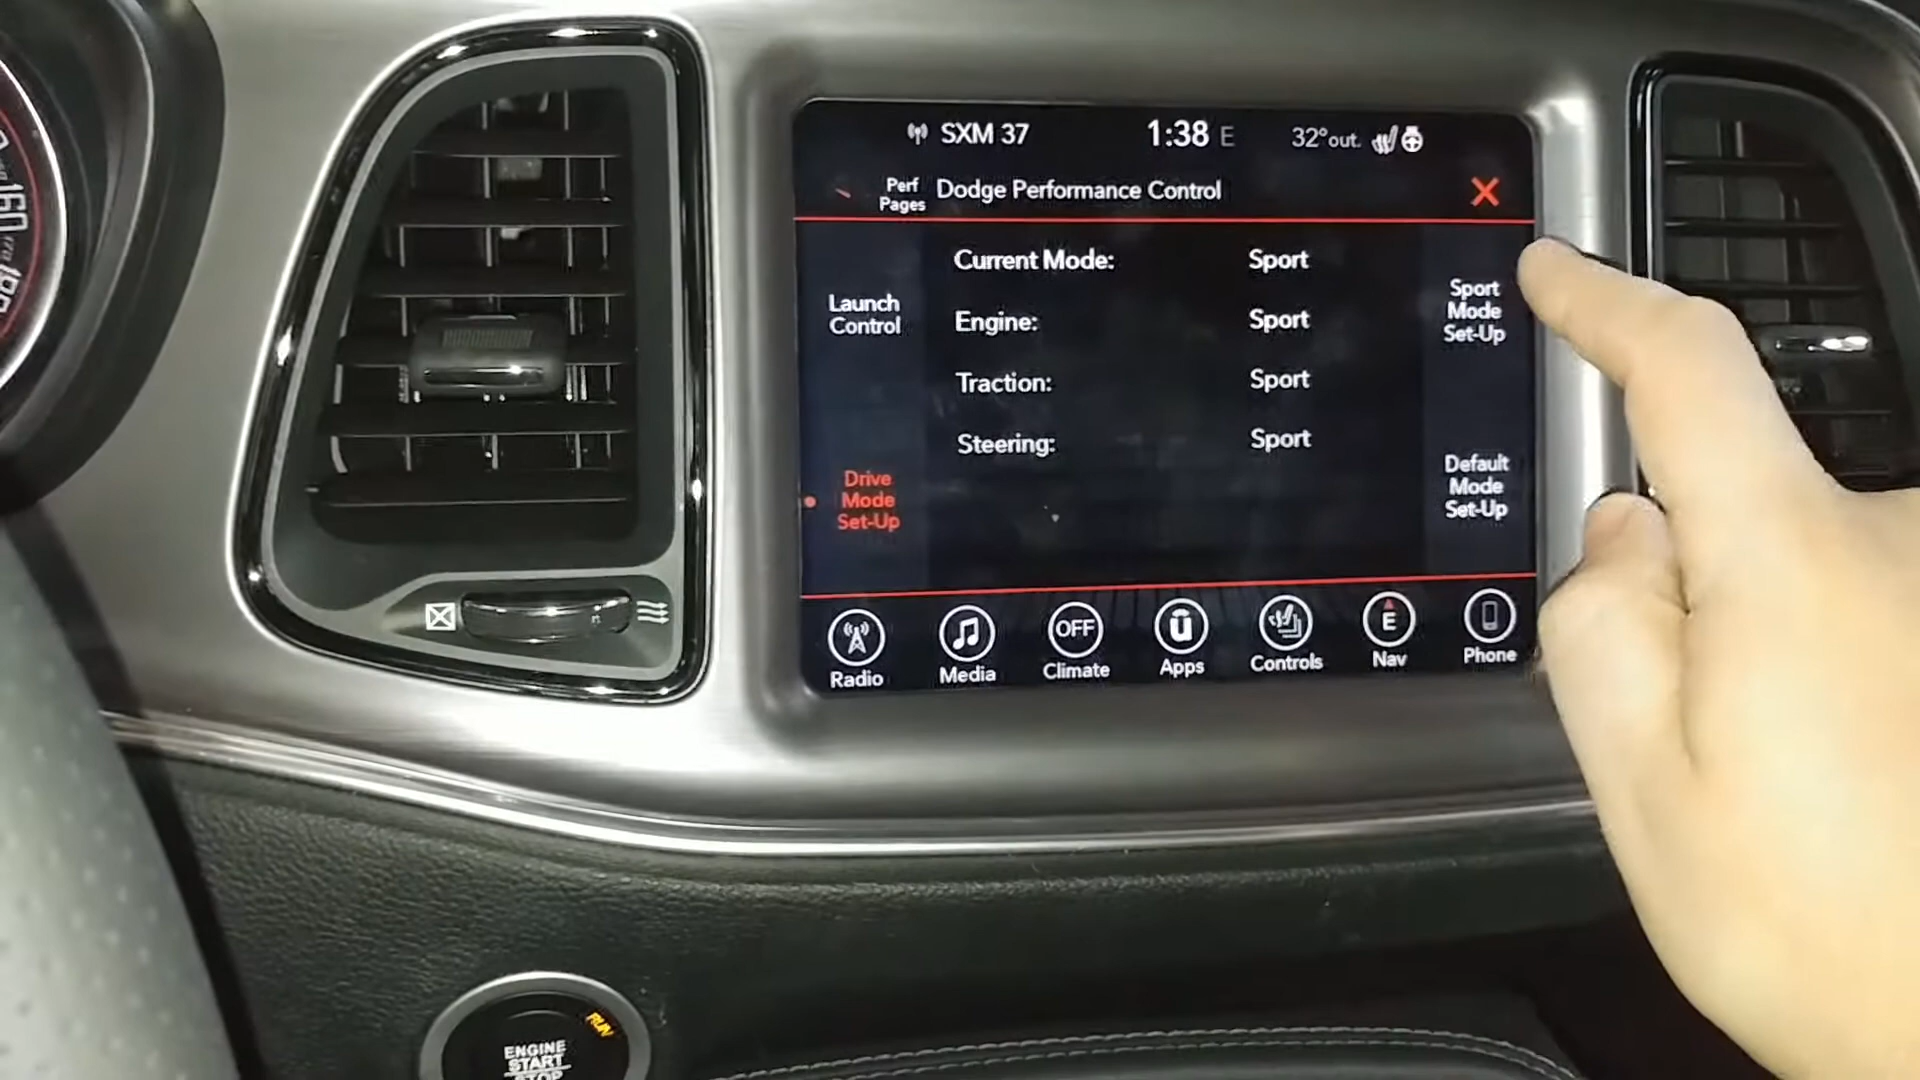 SXM 37 1:38 E 32°out.
Perf
Pages
Dodge Performance Control
Current Mode: Sport
Engine: Sport
Traction: Sport
Steering: Sport
Launch
Control
Drive
Mode
Set-Up
Sport
Mode
Set-Up
Default
Mode
Set-Up
OFF
E
Radio Media Climate Apps Controls Nav Phone
160
RUN
ENGINE
START
STOP